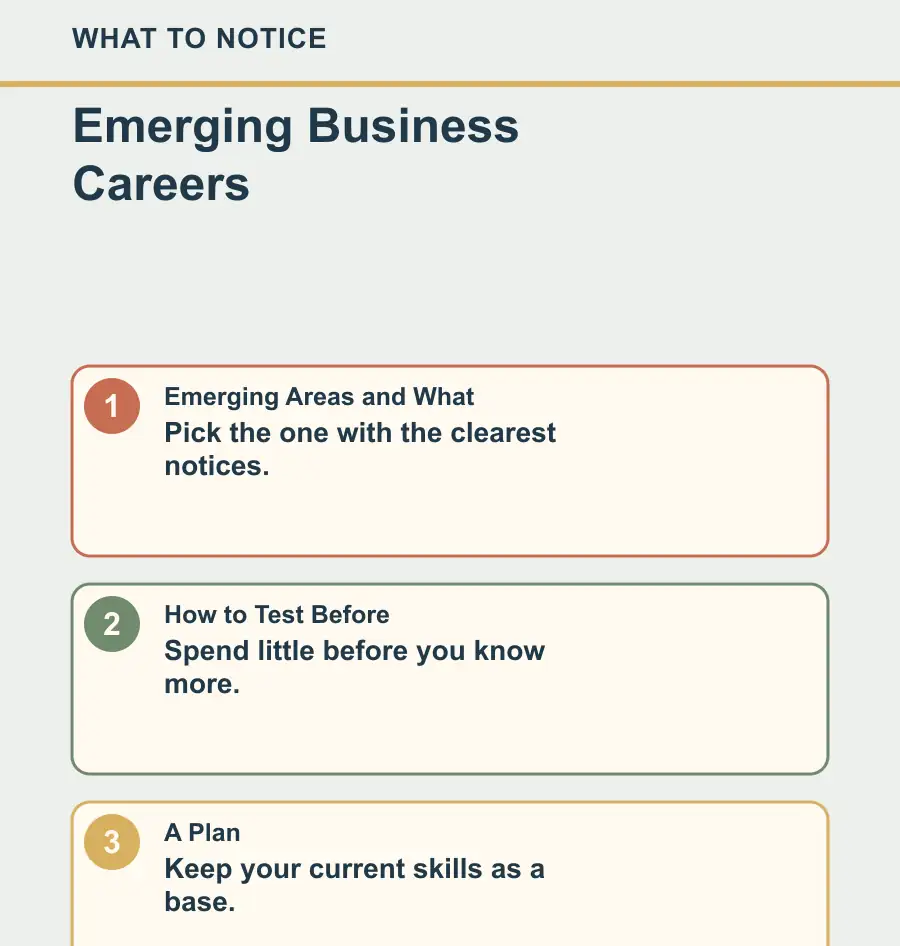 WHAT TO NOTICE
Emerging Business
Careers
1
Emerging Areas and What
Pick the one with the clearest
notices.
2
How to Test Before
Spend little before you know
more.
3
A Plan
Keep your current skills as a
base.